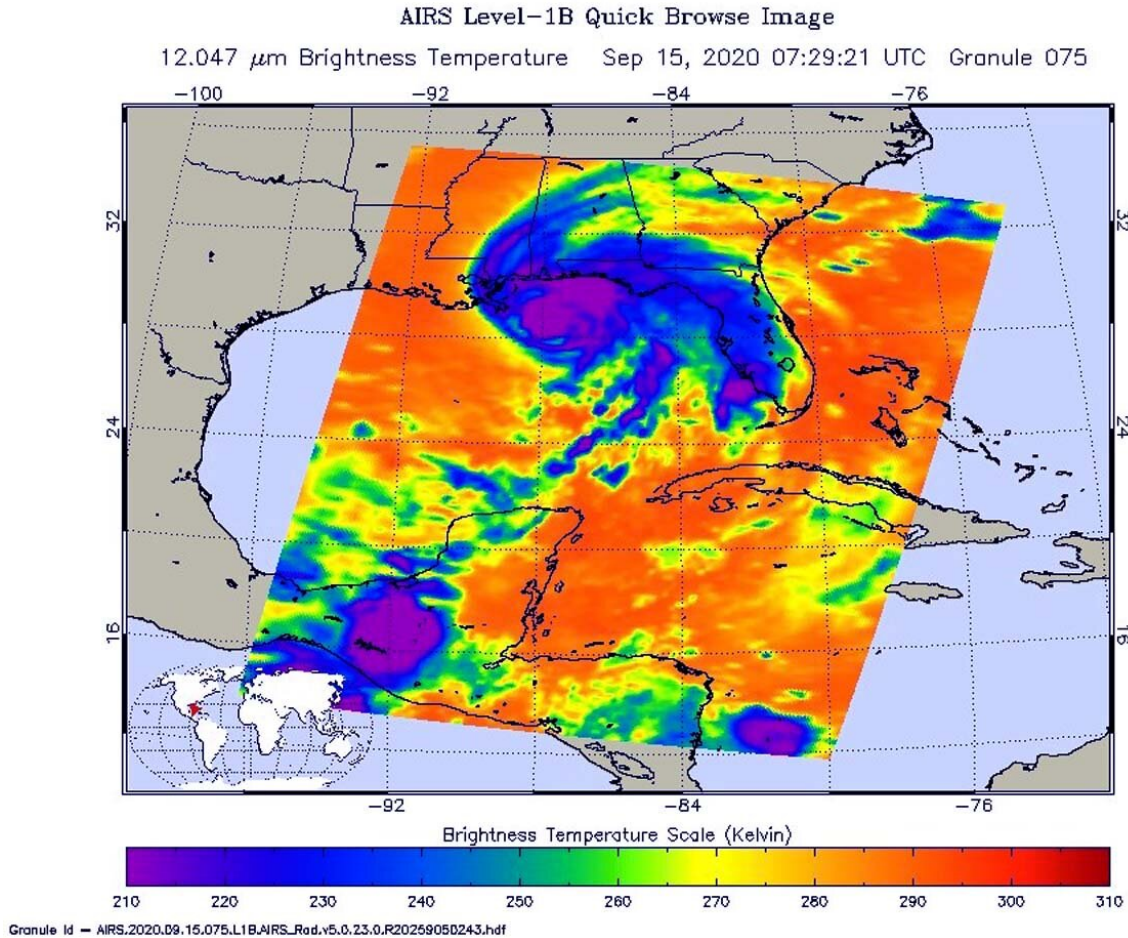 AIRS Level-1B Quick Browse Image
12.047 μm Brightness Temperature Sep 15, 2020 07:29:21 UTC Granule 075
-100 -92 -84 -76
32 32
24 24
16 16
-92 -84 -76
Brightness Temperature Scale (Kelvin)
210 220 230 240 250 260 270 280 290 300 310
Granule Id - AIRS.2020.09.15.075.L1B.AIRS_Rad.v5.0.23.0.R20259050243.hdf